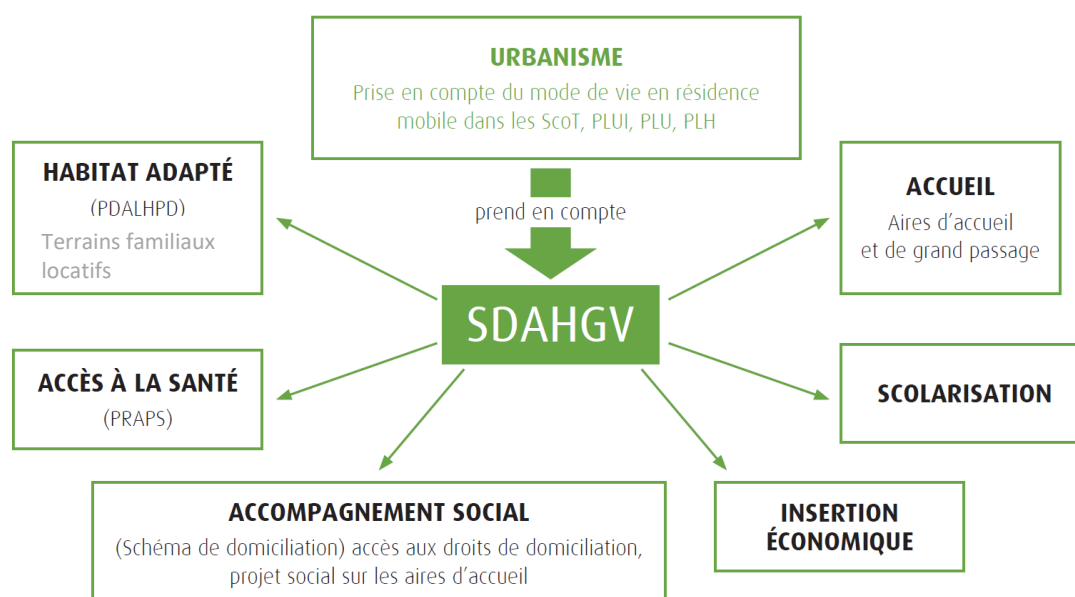 URBANISME
Prise en compte du mode de vie en résidence
mobile dans les ScoT, PLUI, PLU, PLH
HABITAT ADAPTÉ
(PDALHPD)
Terrains familiaux
locatifs
prend en compte
ACCUEIL
Aires d’accueil
et de grand passage
SDAHGV
ACCÈS À LA SANTÉ
(PRAPS)
SCOLARISATION
ACCOMPAGNEMENT SOCIAL
(Schéma de domiciliation) accès aux droits de domiciliation,
projet social sur les aires d’accueil
INSERTION
ÉCONOMIQUE